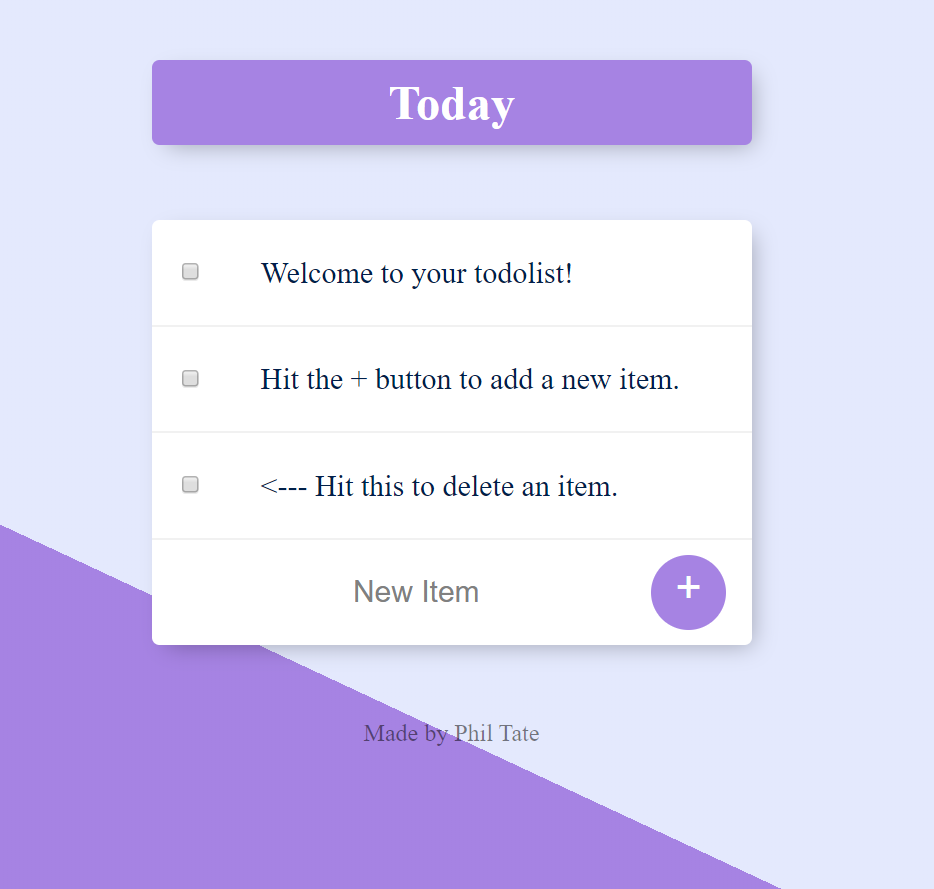 Today
Welcome to your todolist!
Hit the + button to add a new item.
<--- Hit this to delete an item.
New Item
+
Made by Phil Tate